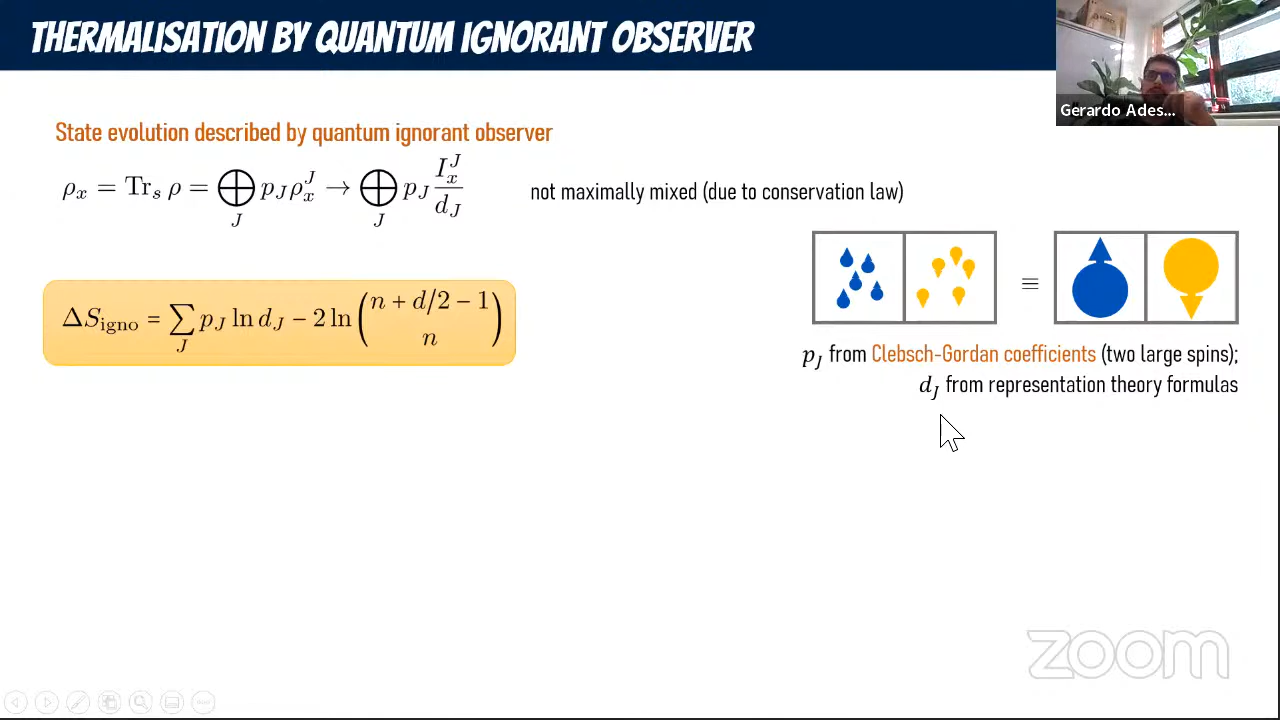 THERMALISATION BY QUANTUM IGNORANT OBSERVER
Gerardo Ades...
State evolution described by quantum ignorant observer
ρ_x = Tr_s ρ = ⨁_J p_J ρ_x^J → ⨁_J p_J I_x^J / d_J
not maximally mixed (due to conservation law)
≡
ΔS_igno = ∑_J p_J ln d_J − 2 ln (n + d/2 − 1 n)
p_J from Clebsch-Gordan coefficients (two large spins);
d_J from representation theory formulas
zoom